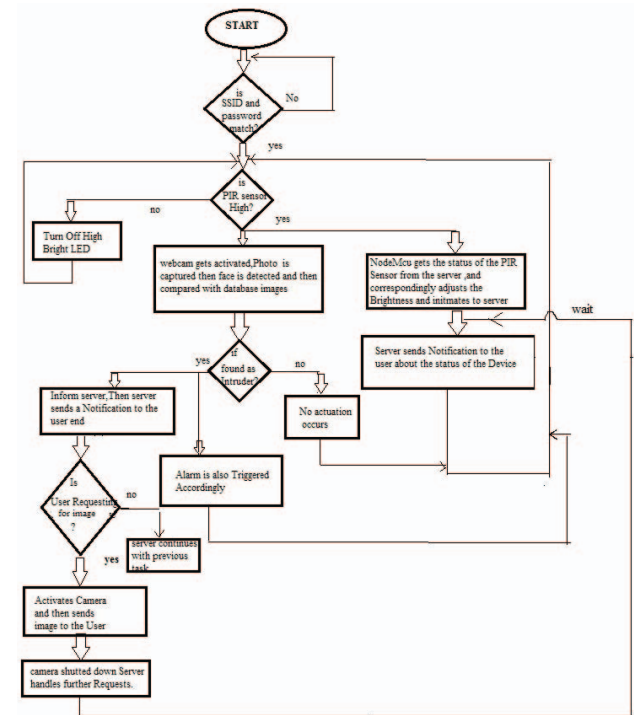 START
is
SSID and
password
match?
No
yes
is
PIR sensor
High?
no
yes
Turn Off High
Bright LED
webcam gets activated,Photo is
captured then face is detected and then
compared with database images
NodeMcu gets the status of the PIR
Sensor from the server ,and
correspondingly adjusts the
Brightness and initmates to server
wait
Server sends Notification to the
user about the status of the Device
if
found as
Intruder?
yes
no
Inform server,Then server
sends a Notification to the
user end
No actuation
occurs
Alarm is also Triggered
Accordingly
Is
User Requesting
for image
?
no
yes
server continues
with previous
task
Activates Camera
and then sends
image to the User
camera shutted down Server
handles further Requests.